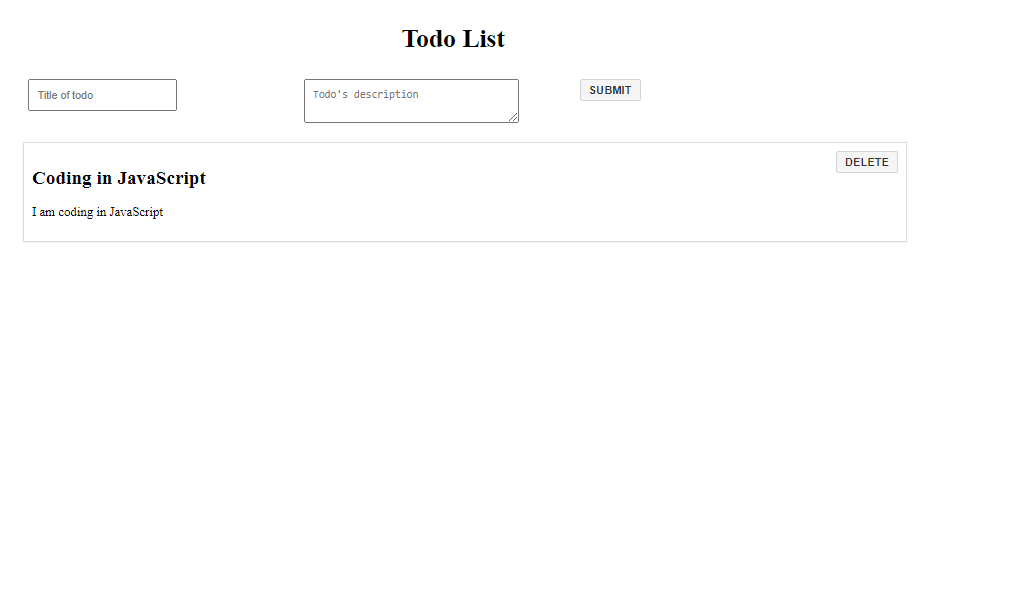 Todo List
Title of todo
Todo's description
SUBMIT
DELETE
Coding in JavaScript
I am coding in JavaScript